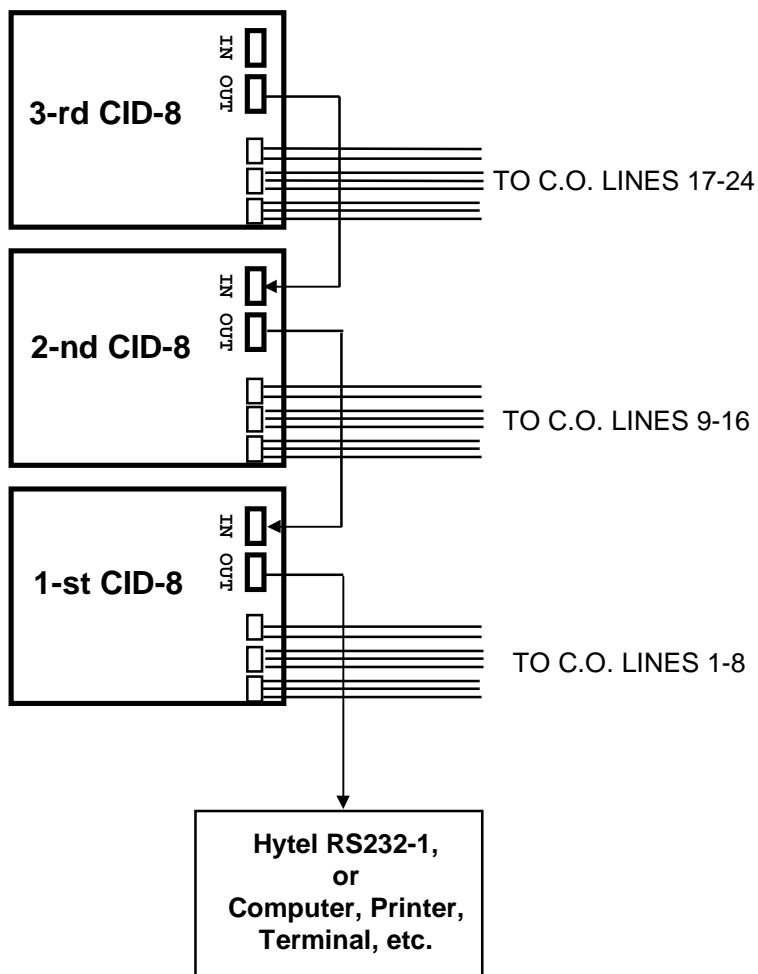 IN
OUT
3-rd CID-8
TO C.O. LINES 17-24
IN
OUT
2-nd CID-8
TO C.O. LINES 9-16
IN
OUT
1-st CID-8
TO C.O. LINES 1-8
Hytel RS232-1,
or
Computer, Printer,
Terminal, etc.